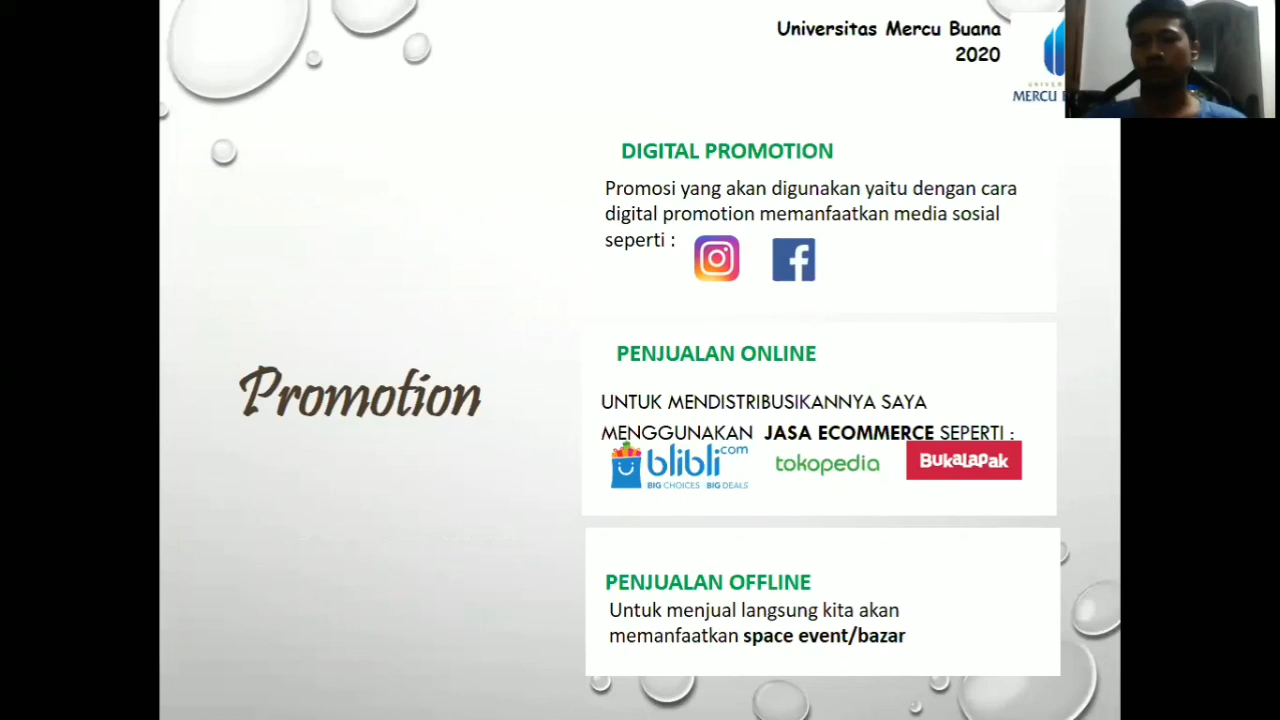 Universitas Mercu Buana
2020
MERCU
DIGITAL PROMOTION
Promosi yang akan digunakan yaitu dengan cara
digital promotion memanfaatkan media sosial
seperti :
Promotion
PENJUALAN ONLINE
UNTUK MENDISTRIBUSIKANNYA SAYA
MENGGUNAKAN JASA ECOMMERCE SEPERTI :
blibli.com
BIG CHOICES BIG DEALS
tokopedia
BukaLapak
PENJUALAN OFFLINE
Untuk menjual langsung kita akan
memanfaatkan space event/bazar